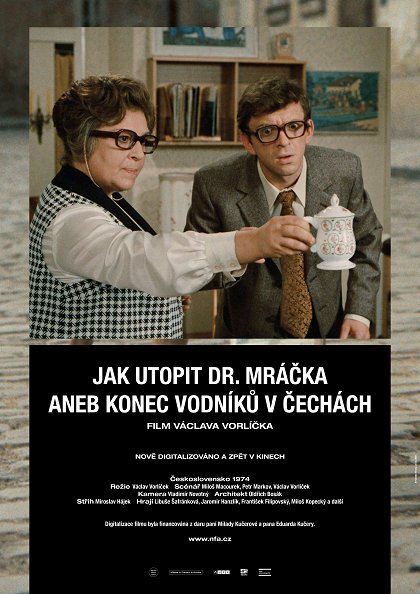 JAK UTOPIT DR. MRÁČKA
ANEB KONEC VODNÍKŮ V ČECHÁCH
FILM VÁCLAVA VORLÍČKA
NOVĚ DIGITALIZOVÁNO A ZPĚT V KINECH
Československo 1974
Režie Václav Vorlíček Scénář Miloš Macourek, Petr Markov, Václav Vorlíček
Kamera Vladimír Novotný Architekt Oldřich Bosák
Střih Miroslav Hájek Hrají Libuše Šafránková, Jaromír Hanzlík, František Filipovský, Miloš Kopecký a další
Digitalizace filmu byla financována z daru paní Milady Kučerové a pana Eduarda Kučery.
www.nfa.cz